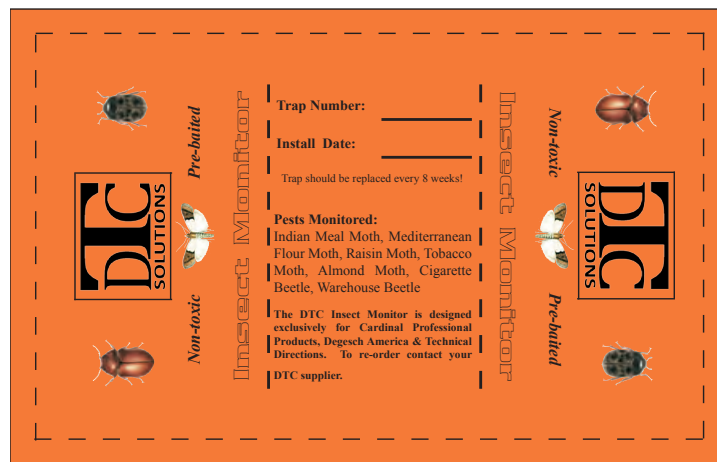 DTC
SOLUTIONS
Pre-baited
Non-toxic
Insect Monitor
Trap Number:
Install Date:
Trap should be replaced every 8 weeks!
Pests Monitored:
Indian Meal Moth, Mediterranean
Flour Moth, Raisin Moth, Tobacco
Moth, Almond Moth, Cigarette
Beetle, Warehouse Beetle
The DTC Insect Monitor is designed
exclusively for Cardinal Professional
Products, Degesch America & Technical
Directions. To re-order contact your
DTC supplier.
Insect Monitor
Non-toxic
Pre-baited
DTC
SOLUTIONS